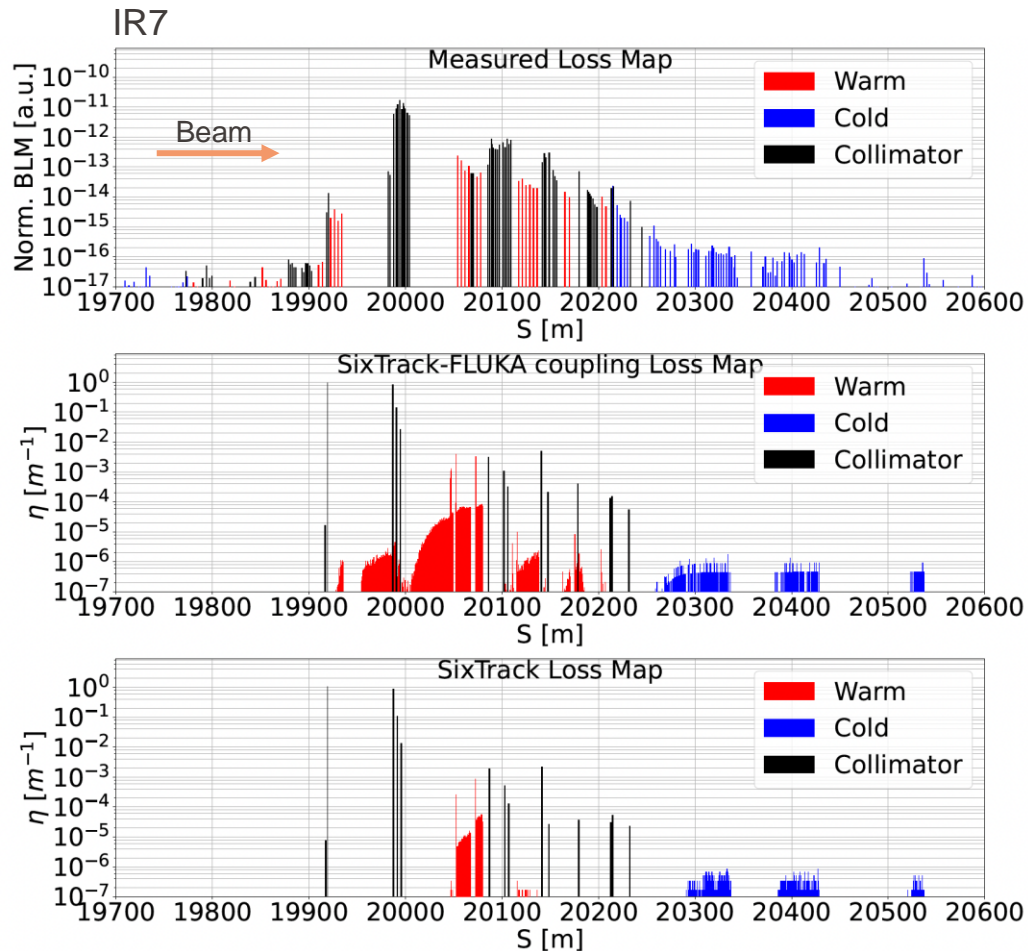 IR7
Measured Loss Map
Norm. BLM [a.u.]
10⁻¹⁰
10⁻¹¹
10⁻¹²
10⁻¹³
10⁻¹⁴
10⁻¹⁵
10⁻¹⁶
10⁻¹⁷
Beam
Warm
Cold
Collimator
19700 19800 19900 20000 20100 20200 20300 20400 20500 20600
S [m]
SixTrack-FLUKA coupling Loss Map
η [m⁻¹]
10⁰
10⁻¹
10⁻²
10⁻³
10⁻⁴
10⁻⁵
10⁻⁶
10⁻⁷
Warm
Cold
Collimator
19700 19800 19900 20000 20100 20200 20300 20400 20500 20600
S [m]
SixTrack Loss Map
η [m⁻¹]
10⁰
10⁻¹
10⁻²
10⁻³
10⁻⁴
10⁻⁵
10⁻⁶
10⁻⁷
Warm
Cold
Collimator
19700 19800 19900 20000 20100 20200 20300 20400 20500 20600
S [m]